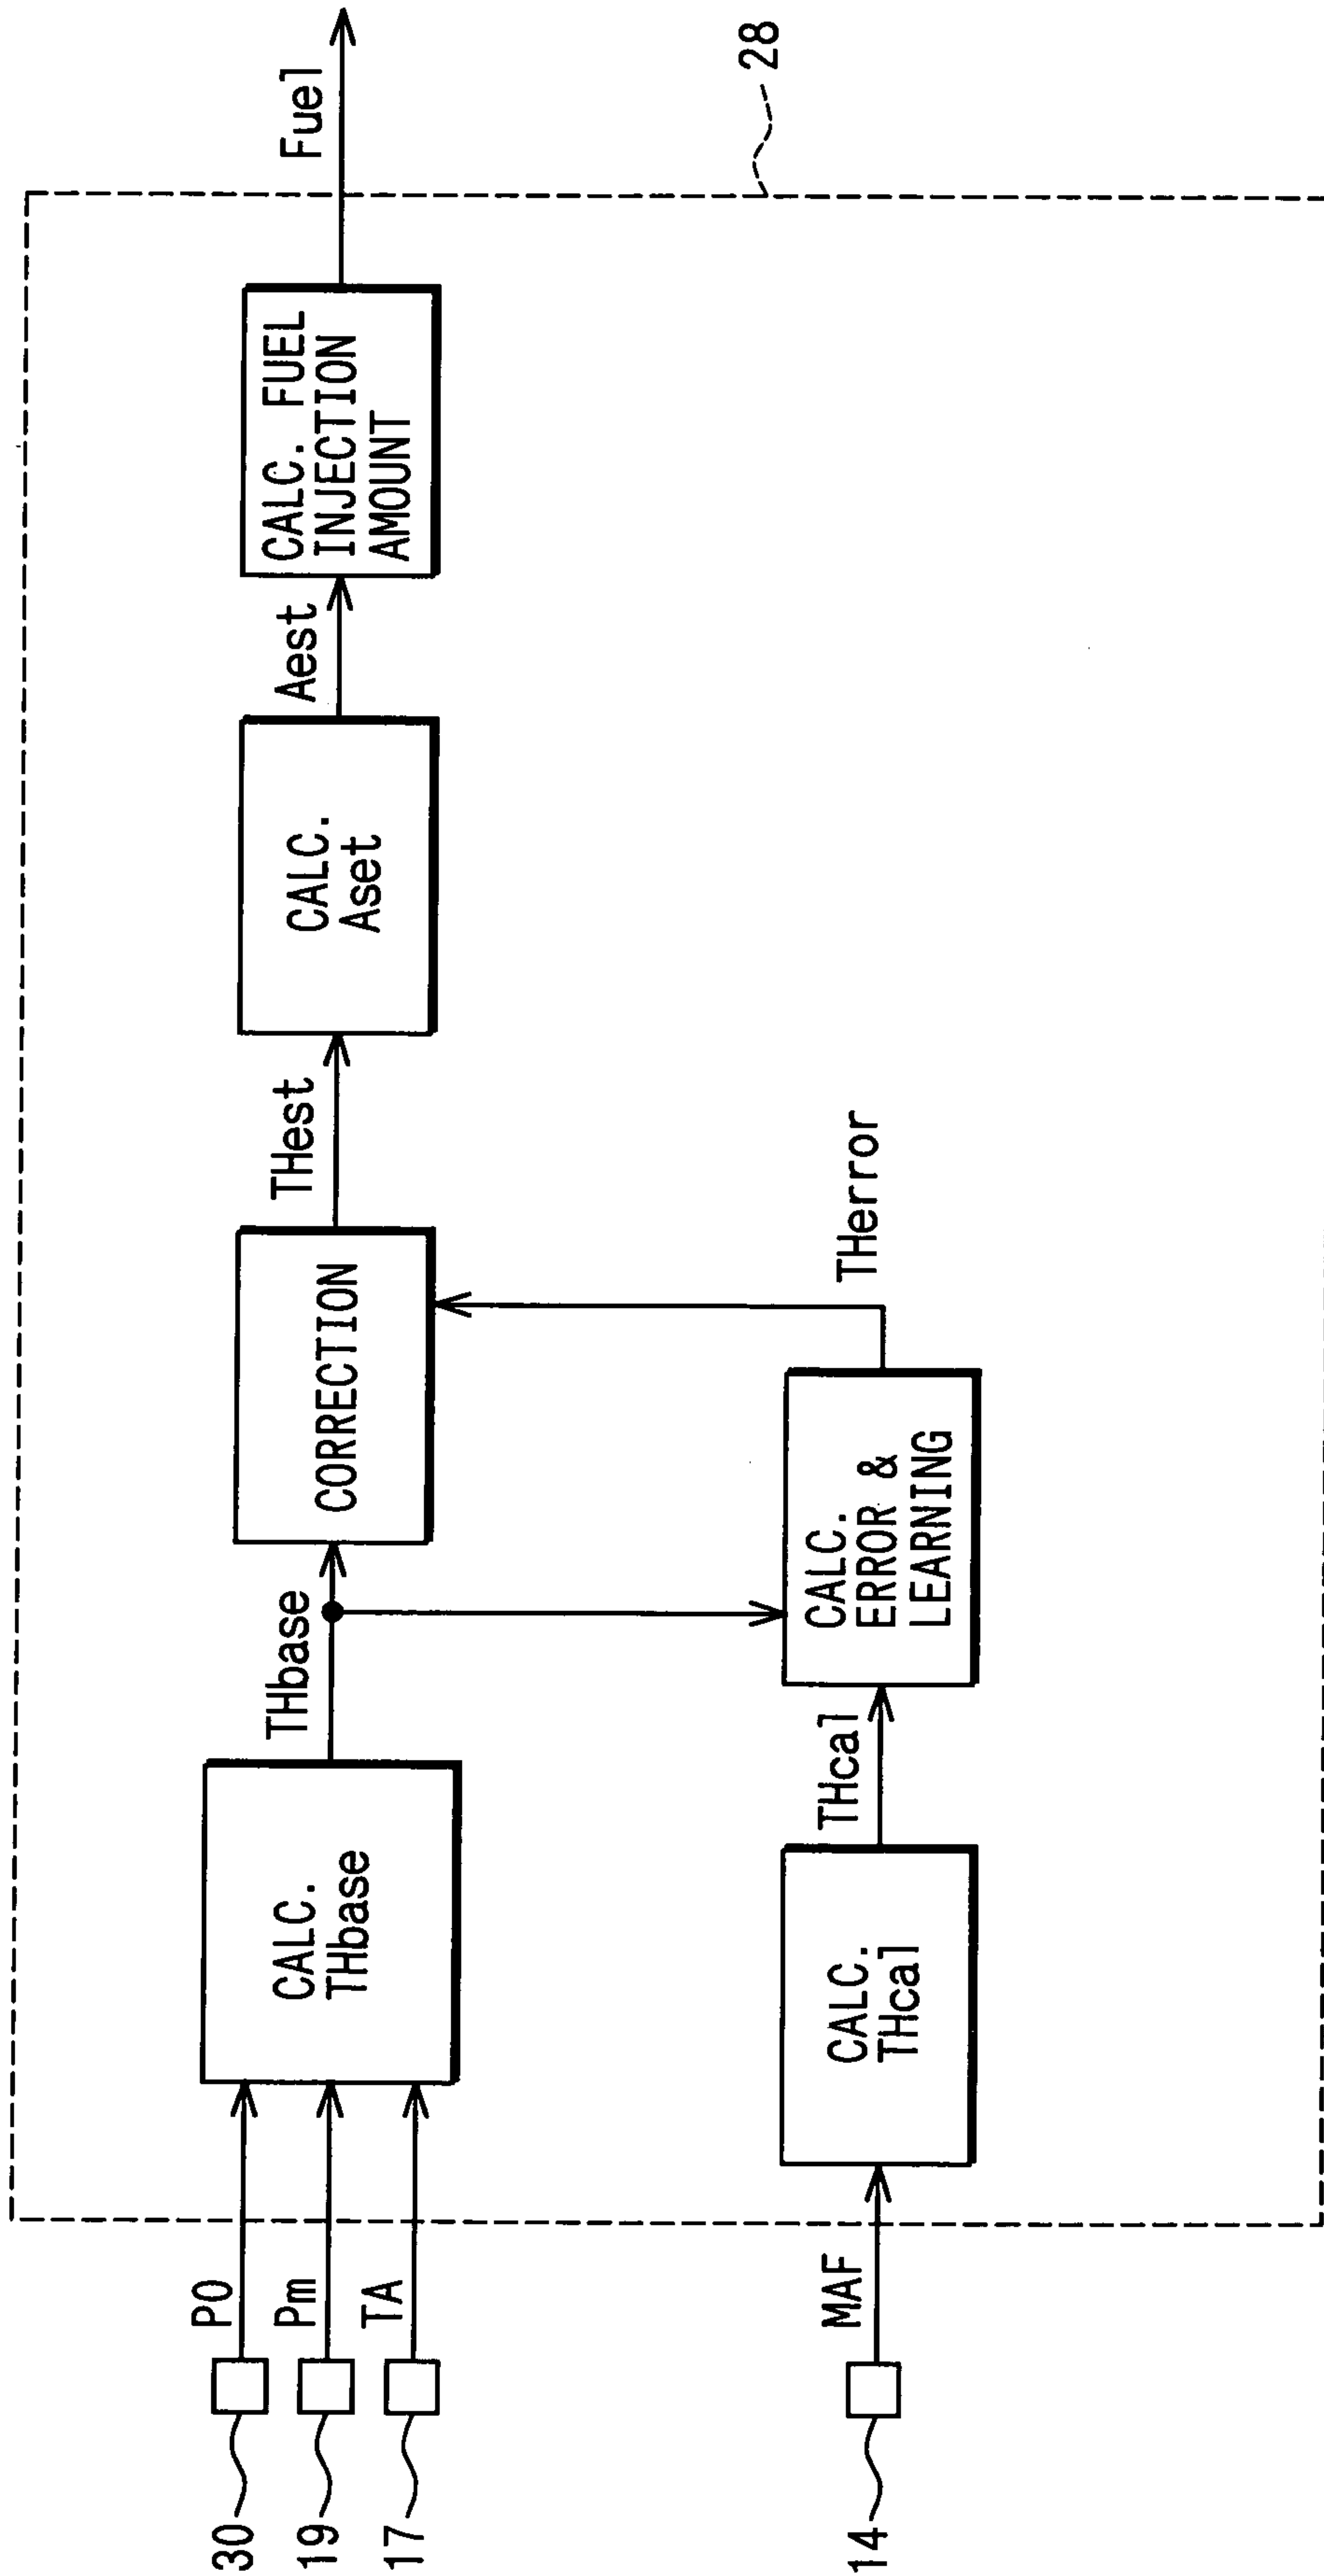 30
P0
19
Pm
17
TA
CALC.
THbase
THbase
CORRECTION
THest
CALC.
Aset
Aest
CALC. FUEL
INJECTION
AMOUNT
Fuel
14
MAF
CALC.
THcal
THcal
CALC.
ERROR &
LEARNING
THerror
28